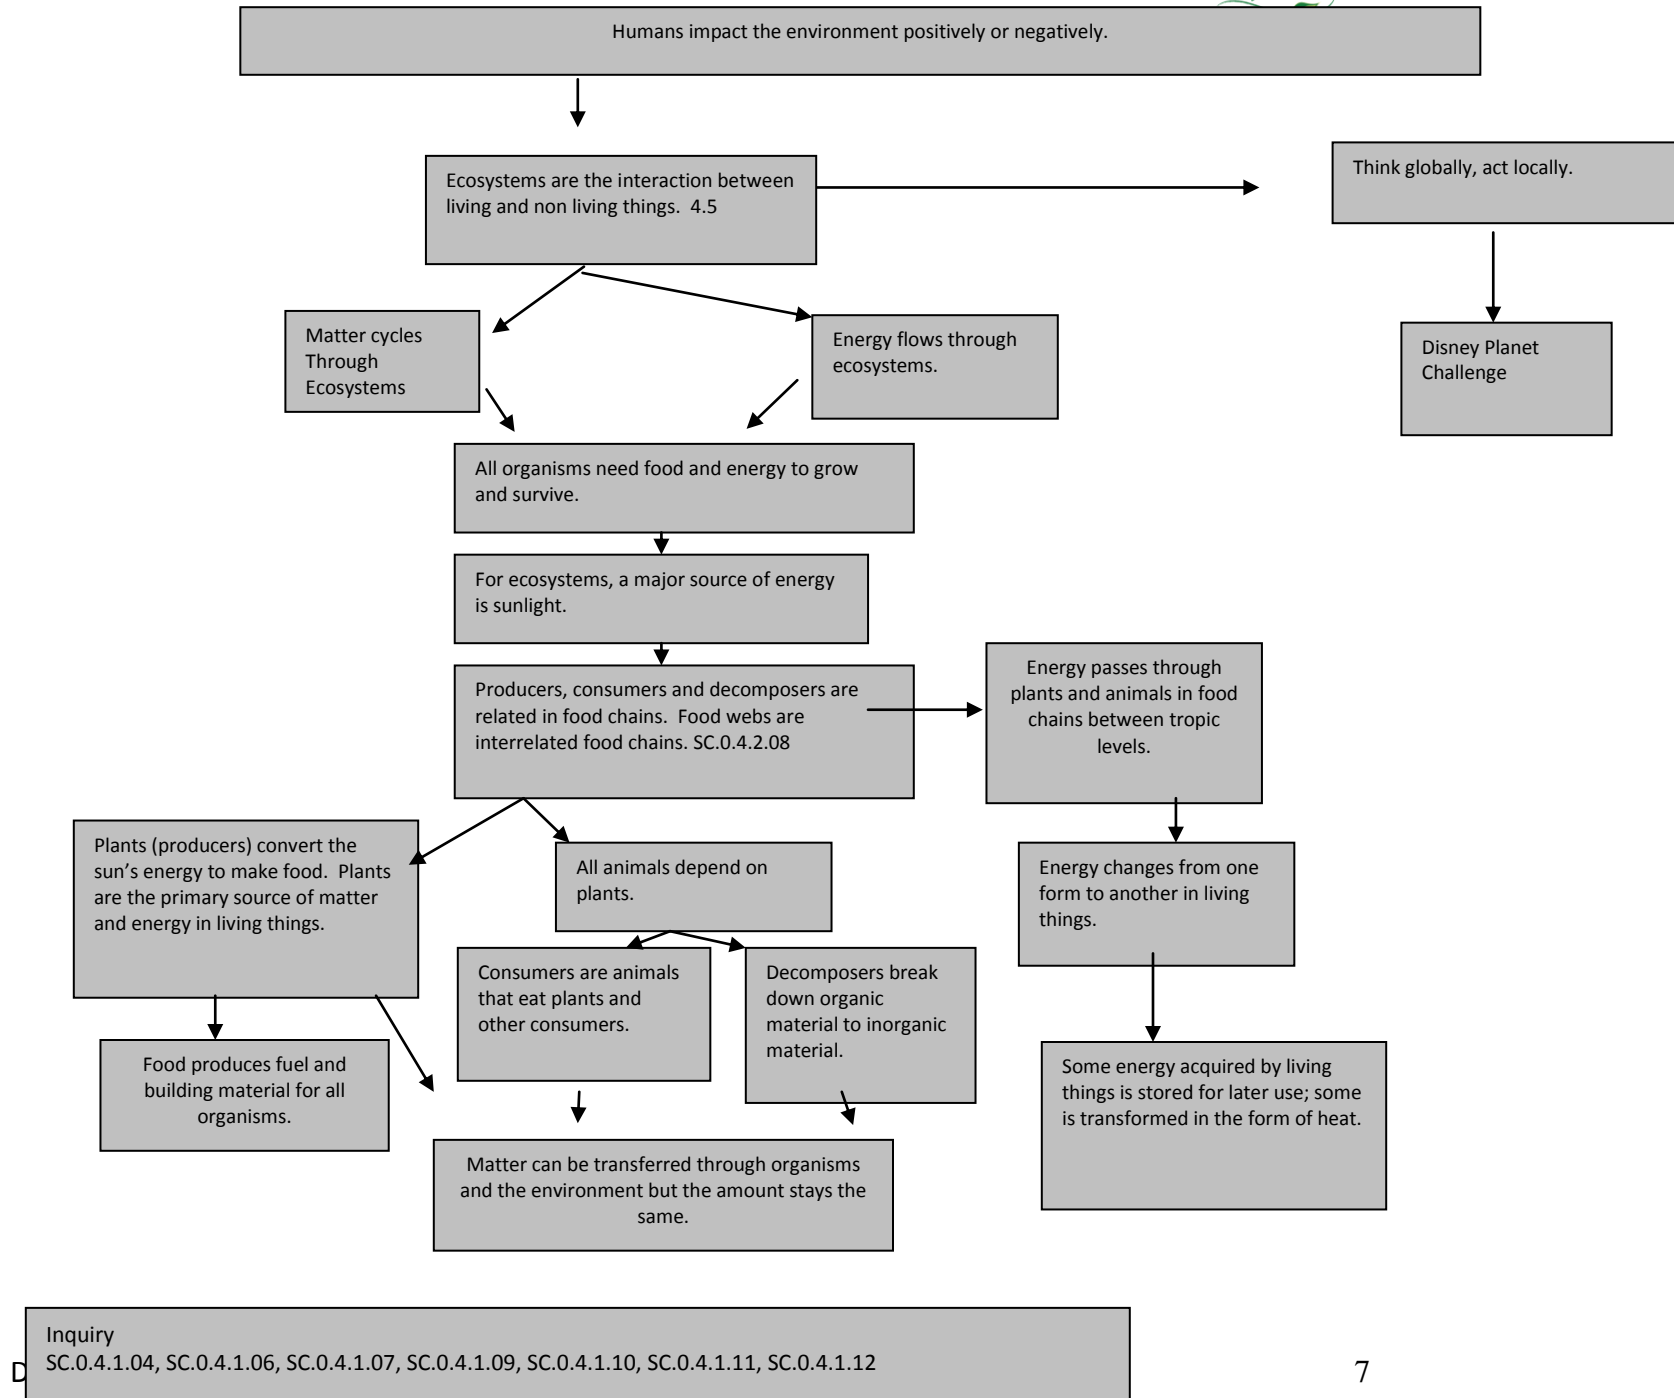 Humans impact the environment positively or negatively.
Ecosystems are the interaction between
living and non living things.  4.5
Think globally, act locally.
Matter cycles
Through
Ecosystems
Energy flows through
ecosystems.
Disney Planet
Challenge
All organisms need food and energy to grow
and survive.
For ecosystems, a major source of energy
is sunlight.
Producers, consumers and decomposers are
related in food chains.  Food webs are
interrelated food chains. SC.0.4.2.08
Energy passes through
plants and animals in food
chains between tropic
levels.
Plants (producers) convert the
sun’s energy to make food.  Plants
are the primary source of matter
and energy in living things.
All animals depend on
plants.
Energy changes from one
form to another in living
things.
Consumers are animals
that eat plants and
other consumers.
Decomposers break
down organic
material to inorganic
material.
Food produces fuel and
building material for all
organisms.
Some energy acquired by living
things is stored for later use; some
is transformed in the form of heat.
Matter can be transferred through organisms
and the environment but the amount stays the
same.
Inquiry
SC.0.4.1.04, SC.0.4.1.06, SC.0.4.1.07, SC.0.4.1.09, SC.0.4.1.10, SC.0.4.1.11, SC.0.4.1.12
7